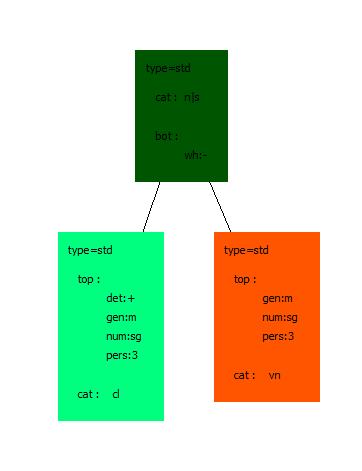 type=std
cat : n|s
bot :
wh:-
type=std
top :
det:+
gen:m
num:sg
pers:3
cat : cl
type=std
top :
gen:m
num:sg
pers:3
cat : vn